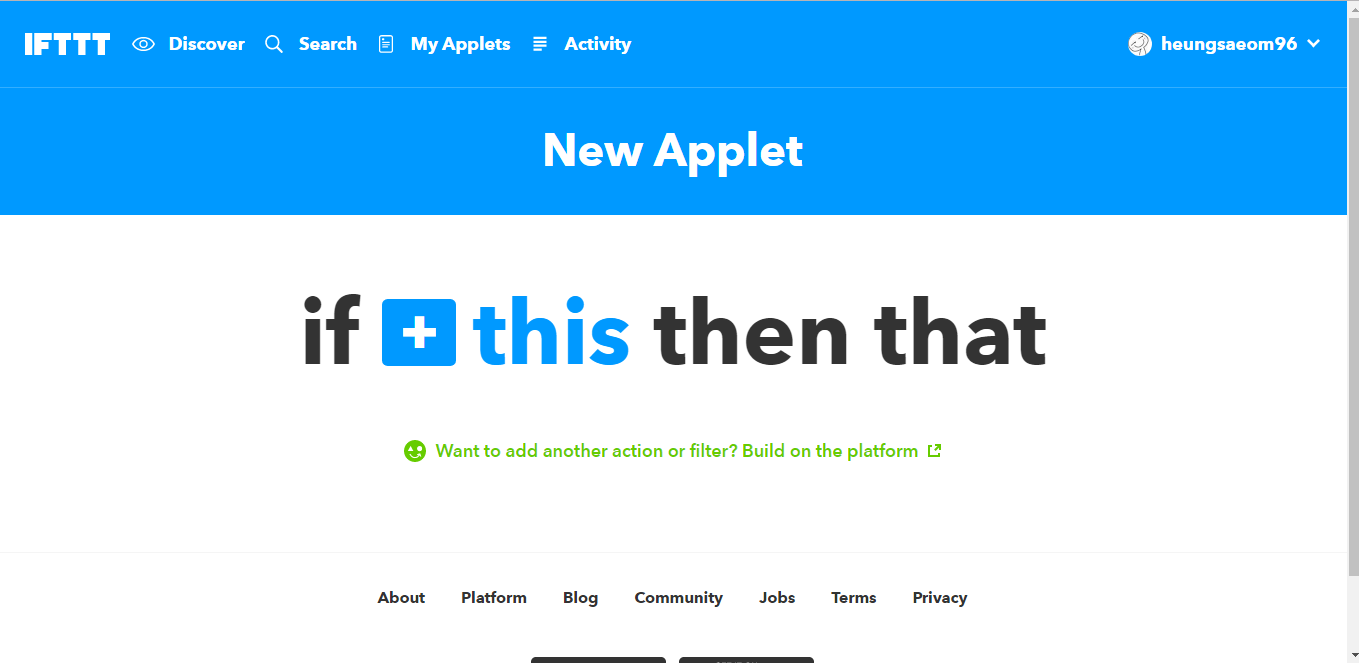 IFTTT Discover Search My Applets Activity heungsaeom96
New Applet
if + this then that
Want to add another action or filter? Build on the platform
About Platform Blog Community Jobs Terms Privacy